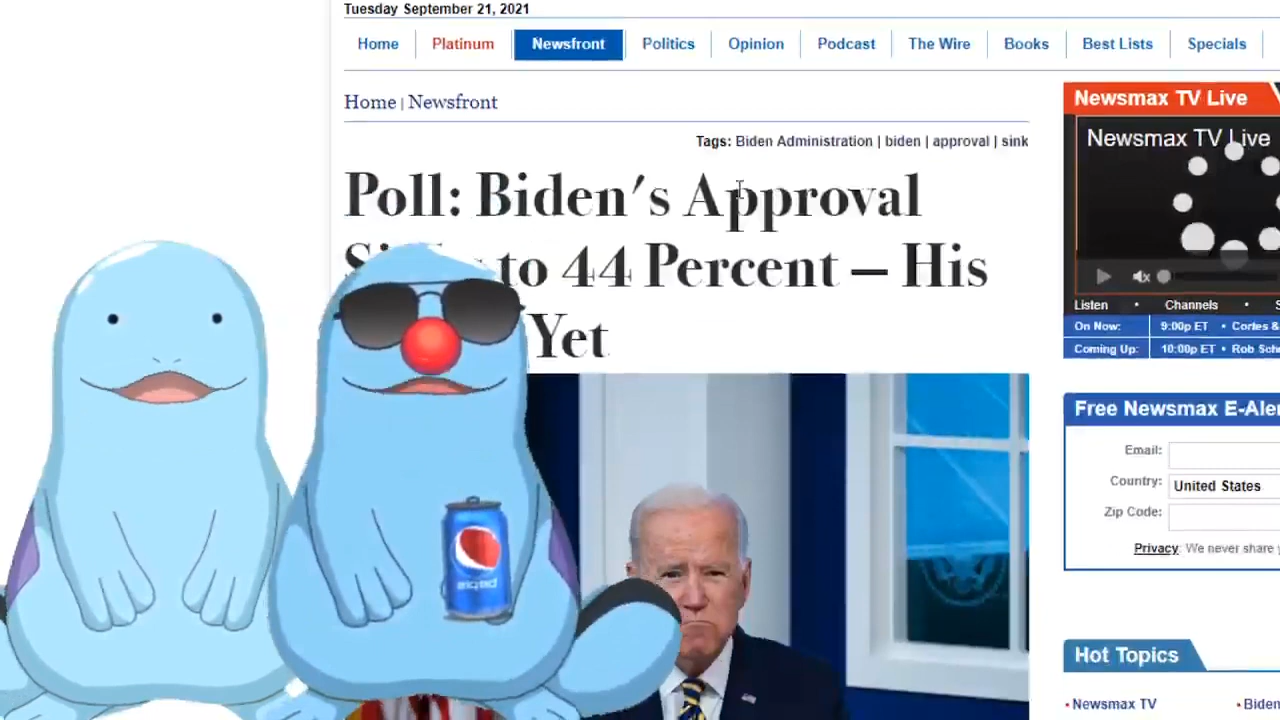 Tuesday September 21, 2021
Home Platinum Newsfront Politics Opinion Podcast The Wire Books Best Lists Specials
Home | Newsfront
Tags: Biden Administration | biden | approval | sink
Poll: Biden's Approval
to 44 Percent — His
Yet
Newsmax TV Live
Newsmax TV Live
Listen • Channels •
On Now: 9:00p ET • Cortes &
Coming Up: 10:00p ET • Rob
Free Newsmax E-Aler
Email:
Country: United States
Zip Code:
Privacy: We never share
Hot Topics
• Newsmax TV • Biden
pepsi